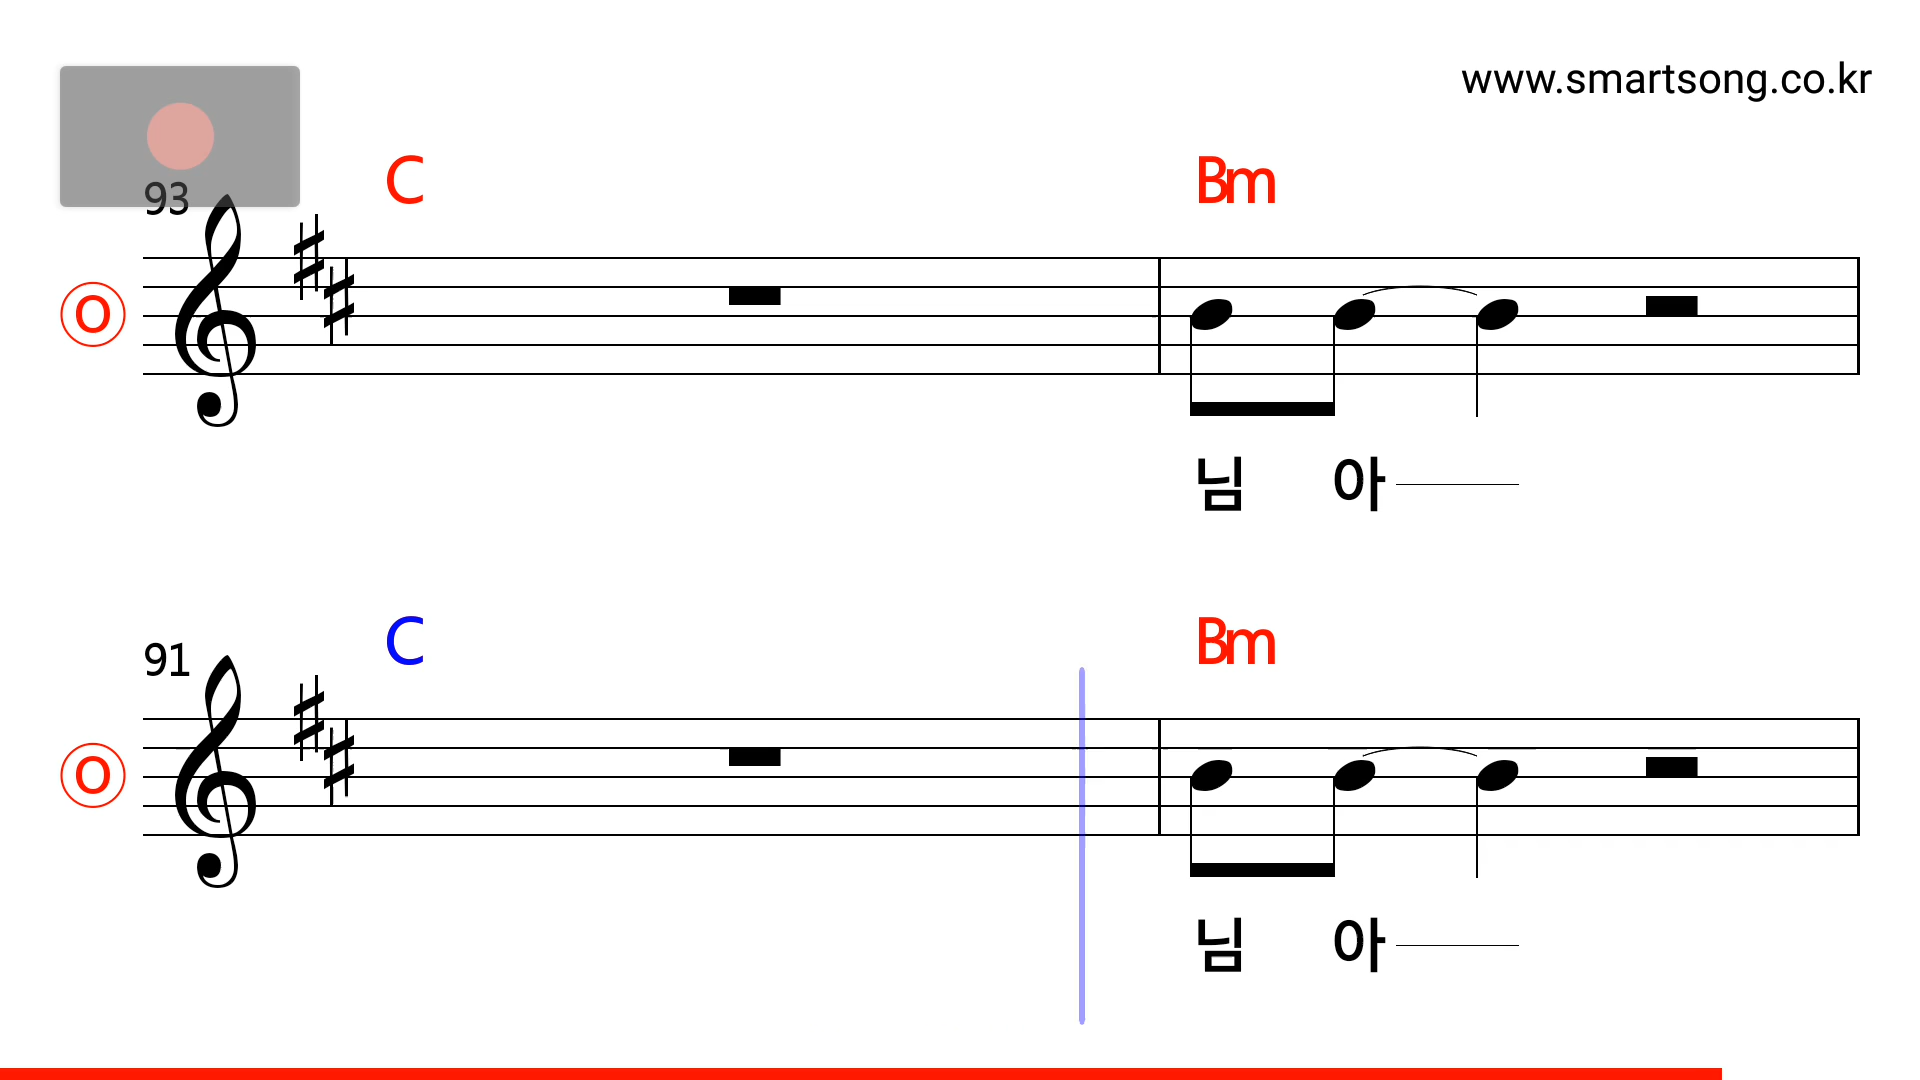 www.smartsong.co.kr
93 C Bm
O
님 아
91 C Bm
O
님 아